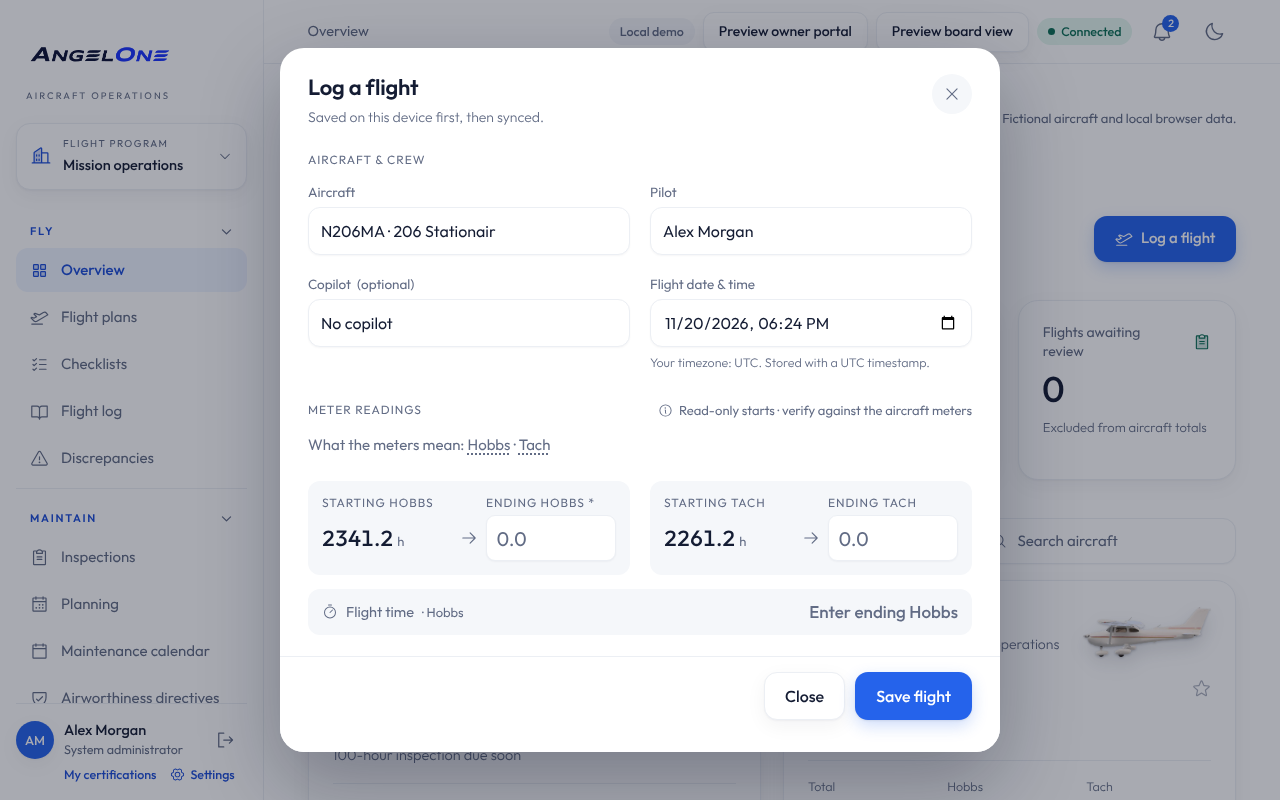 ANGELONE
AIRCRAFT OPERATIONS
FLIGHT PROGRAM
Mission operations
FLY
Overview
Flight plans
Checklists
Flight log
Discrepancies
MAINTAIN
Inspections
Planning
Maintenance calendar
Airworthiness directives
AM
Alex Morgan
System administrator
My certifications
Settings
Overview
Local demo
Preview owner portal
Preview board view
Connected
2
Fictional aircraft and local browser data.
Log a flight
Flights awaiting
review
0
Excluded from aircraft totals
Search aircraft
perations
100-hour inspection due soon
Total
Hobbs
Tach
Log a flight
Saved on this device first, then synced.
AIRCRAFT & CREW
Aircraft
Pilot
N206MA · 206 Stationair
Alex Morgan
Copilot (optional)
Flight date & time
No copilot
11/20/2026, 06:24 PM
Your timezone: UTC. Stored with a UTC timestamp.
METER READINGS
Read-only starts · verify against the aircraft meters
What the meters mean: Hobbs · Tach
STARTING HOBBS
ENDING HOBBS *
STARTING TACH
ENDING TACH
2341.2 h
→
0.0
2261.2 h
→
0.0
Flight time · Hobbs
Enter ending Hobbs
Close
Save flight